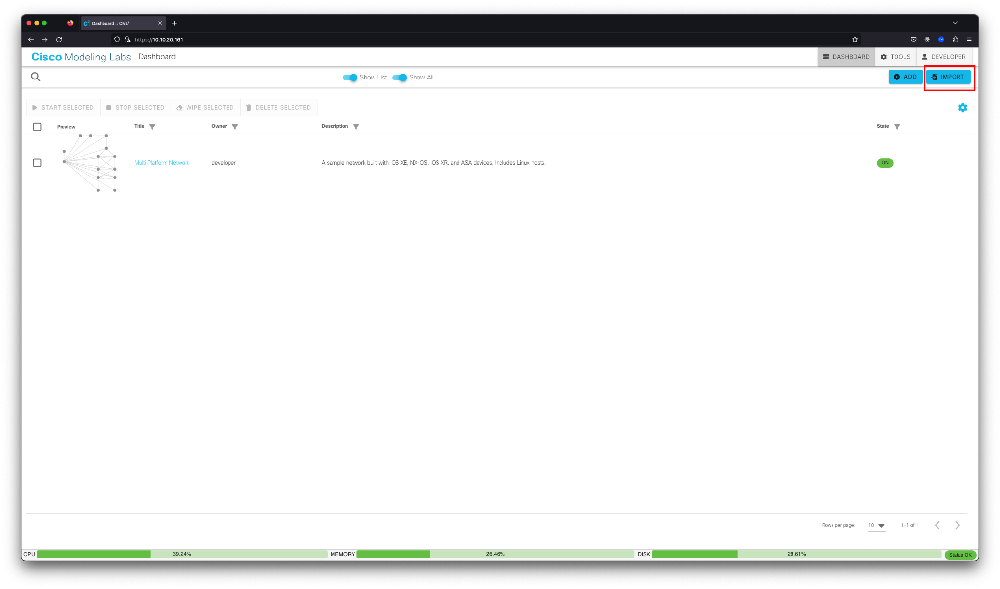 Dashboard :: CML²
https://10.10.20.161
Cisco Modeling Labs Dashboard
DASHBOARD TOOLS DEVELOPER
Show List Show All
ADD IMPORT
START SELECTED STOP SELECTED WIPE SELECTED DELETE SELECTED
Preview Title Owner Description State
Multi Platform Network developer A sample network built with IOS XE, NX-OS, IOS XR, and ASA devices. Includes Linux hosts. ON
Rows per page: 10 1-1 of 1
CPU 39.24% MEMORY 26.46% DISK 29.61% Status OK